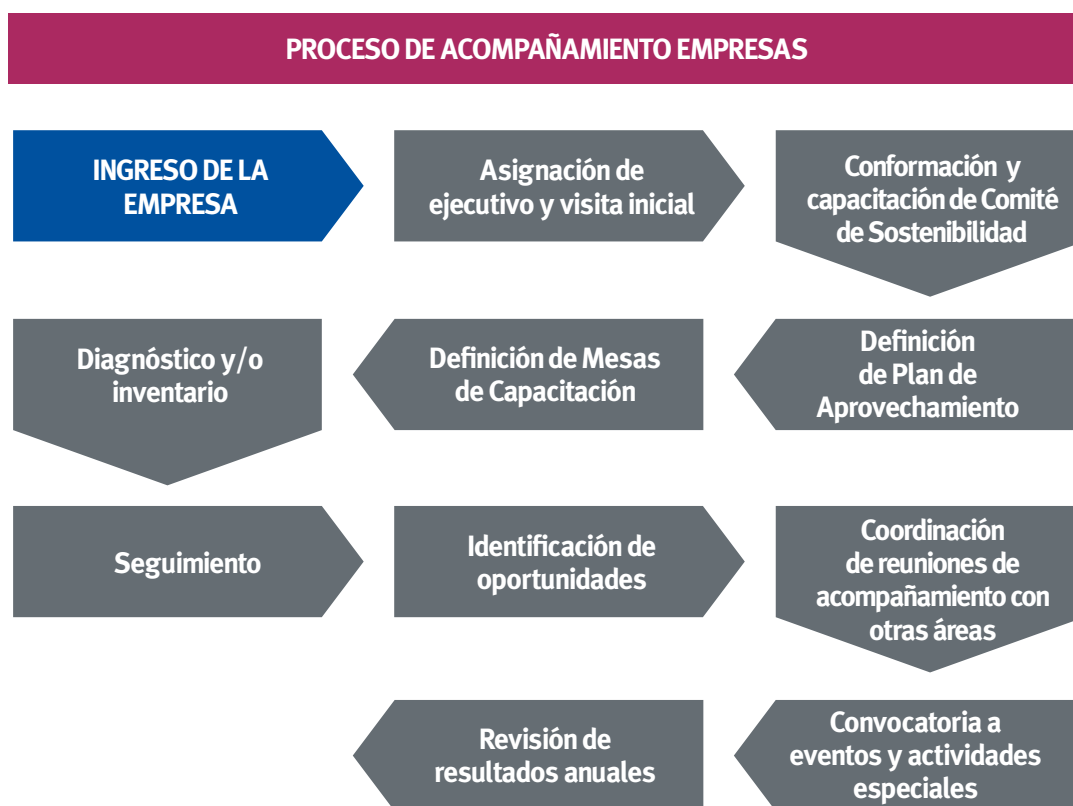 PROCESO DE ACOMPAÑAMIENTO EMPRESAS
INGRESO DE LA
EMPRESA
Asignación de
ejecutivo y visita inicial
Conformación y
capacitación de Comité
de Sostenibilidad
Definición
de Plan de
Aprovechamiento
Definición de Mesas
de Capacitación
Diagnóstico y/o
inventario
Seguimiento
Identificación de
oportunidades
Coordinación
de reuniones de
acompañamiento con
otras áreas
Convocatoria a
eventos y actividades
especiales
Revisión de
resultados anuales